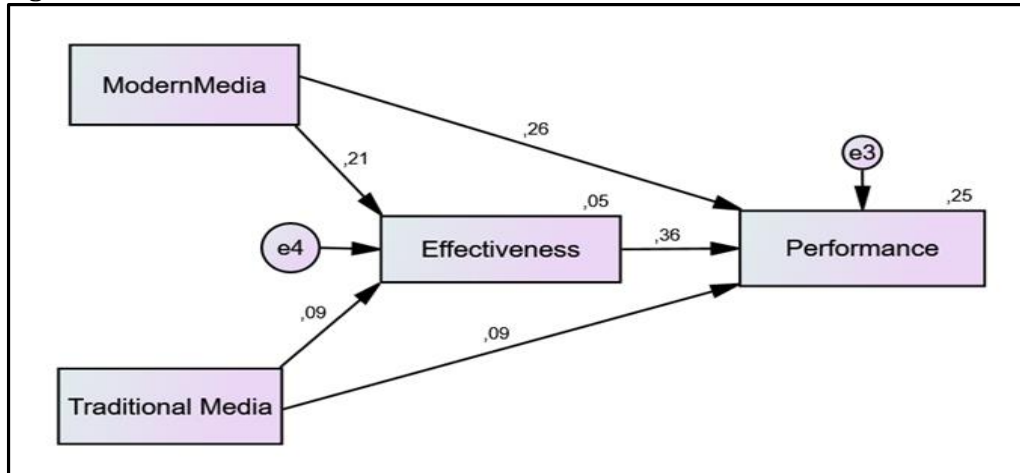 ModernMedia
,26
e3
,21
,05
,25
e4
Effectiveness
,36
Performance
,09
,09
Traditional Media